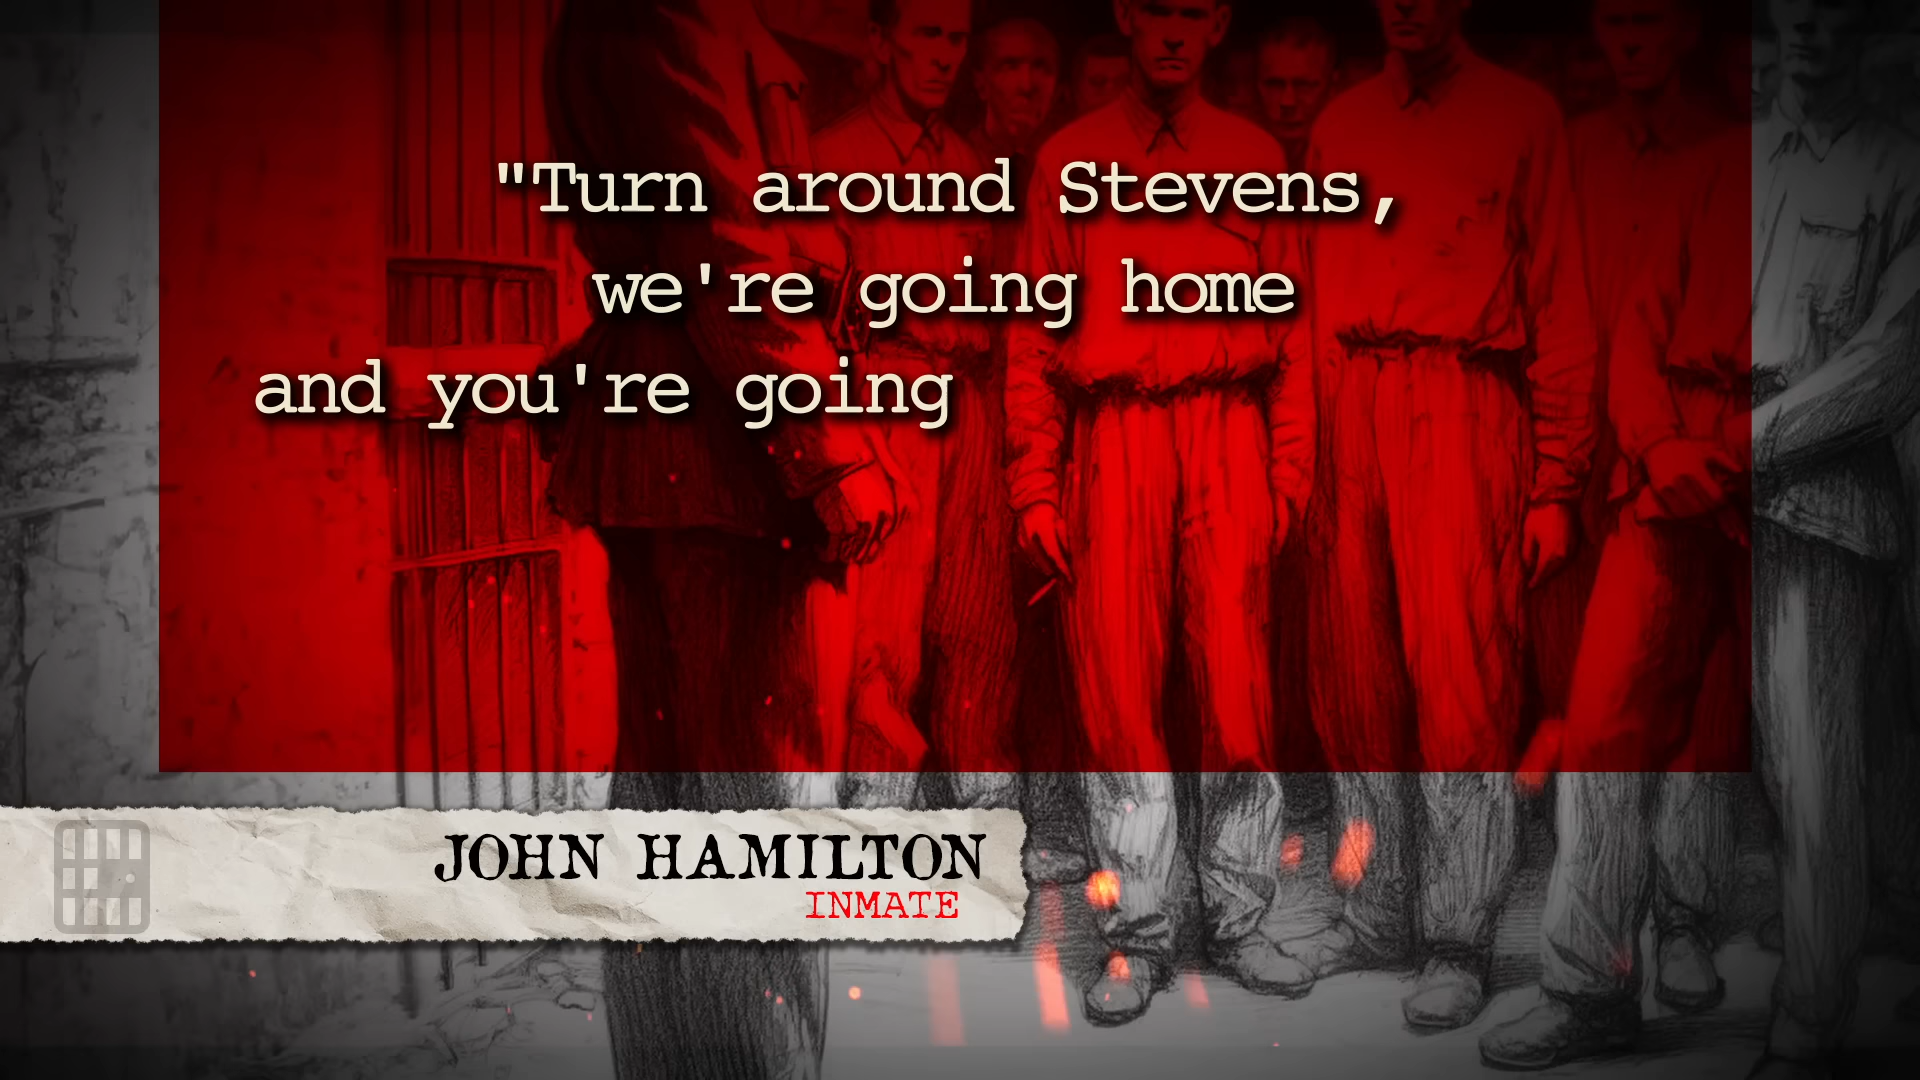 "Turn around Stevens,
we're going home
and you're going
JOHN HAMILTON
INMATE